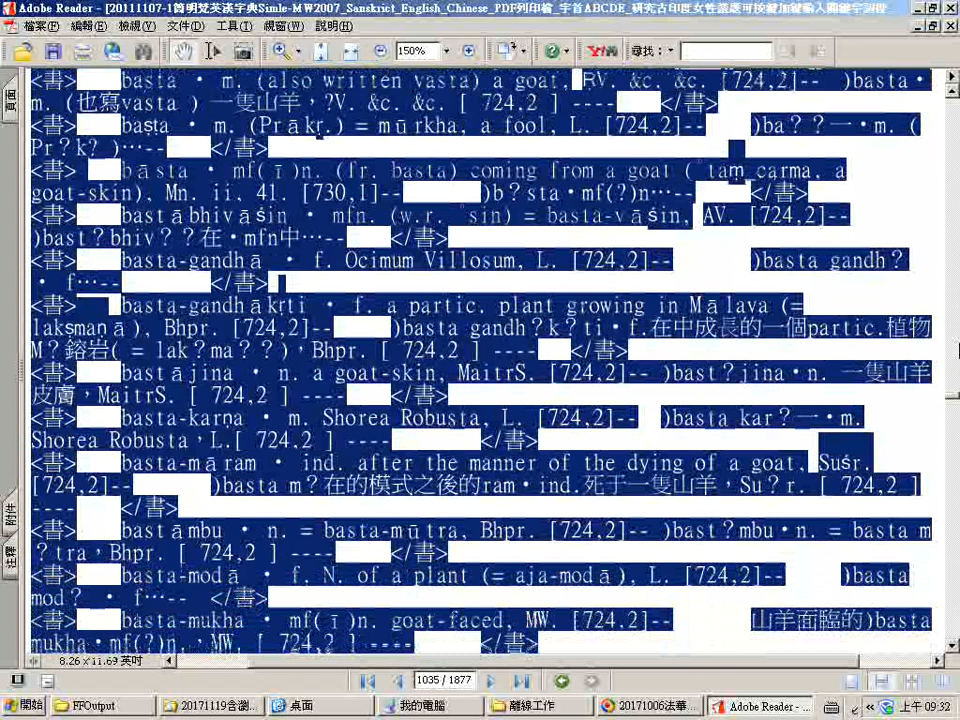 Adobe Reader - [20111107-1簡明梵英漢字典Simle-MW2007_Sanskrit_English_Chinese_PDF列印檔_字首ABCDE_研究古印度女性議題可按鍵
檔案(F) 編輯(E) 檢視(V) 文件(D) 工具(T) 視窗(W) 說明(H)
150% 尋找：
頁面
<書> basta · m. (also written vasta) a goat, RV. &c. &c. [724,2]-- )basta·
m. (也寫vasta ) 一隻山羊，?V. &c. &c. [ 724,2 ] ---- </書>
<書> baṣṭa · m. (Prākṛ.) = mūrkha, a fool, L. [724,2]-- )ba??一·m. (
Pr?k? )…-- </書>
<書> bāsta · mf(ī)n. (fr. basta) coming from a goat (°tam carma, a
goat-skin), Mn. ii, 41. [730,1]-- )b?sta·mf(?)n…-- </書>
<書> bastābhivāśin · mfn. (w.r. °sin) = basta-vāśin, AV. [724,2]--
)bast?bhiv??在·mfn中…-- </書>
<書> basta-gandhā · f. Ocimum Villosum, L. [724,2]-- )basta gandh?
· f…-- </書>
<書> basta-gandhākṛti · f. a partic. plant growing in Mālava (=
lakṣmaṇā), Bhpr. [724,2]-- )basta gandh?k?ti·f.在中成長的一個partic.植物
M?鎔岩( = lak?ma??)，Bhpr. [ 724,2 ] ---- </書>
<書> bastājina · n. a goat-skin, MaitrS. [724,2]-- )bast?jina·n. 一隻山羊
皮膚，MaitrS. [ 724,2 ] ---- </書>
<書> basta-karṇa · m. Shorea Robusta, L. [724,2]-- )basta kar?一·m.
Shorea Robusta，L.[ 724,2 ] ---- </書>
<書> basta-māram · ind. after the manner of the dying of a goat, Suśr.
[724,2]-- )basta m?在的模式之後的ram·ind.死于一隻山羊，Su?r. [ 724,2 ]
---- </書>
<書> bastāmbu · n. = basta-mūtra, Bhpr. [724,2]-- )bast?mbu·n. = basta m
?tra，Bhpr. [ 724,2 ] ---- </書>
<書> basta-modā · f. N. of a plant (= aja-modā), L. [724,2]-- )basta
mod? · f…-- </書>
<書> basta-mukha · mf(ī)n. goat-faced, MW. [724,2]-- 山羊面臨的)basta
mukha·mf(?)n.，MW. [ 724,2 ] ---- </書>
附件
注釋
8.26 x 11.69 英吋
1035 / 1877
開始 FFOutput 20171119含瀏... 桌面 我的電腦 離線工作 20171006法華... Adobe Reader - [... 上午 09:32